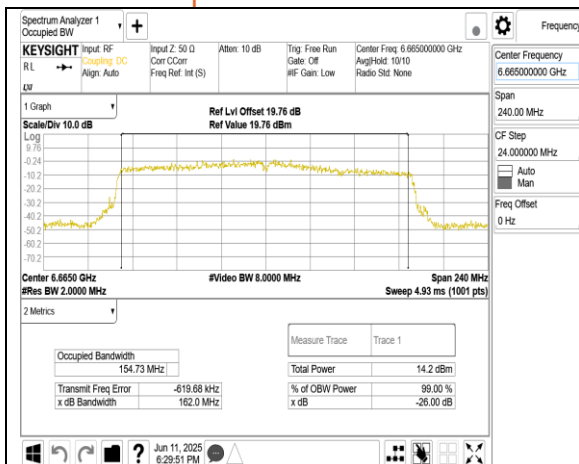 Spectrum Analyzer 1
Occupied BW
Frequency
KEYSIGHT
Input: RF
Coupling: DC
Align: Auto
Input Z: 50 Ω
Corr CCorr
Freq Ref: Int (S)
Atten: 10 dB
Trig: Free Run
Gate: Off
#IF Gain: Low
Center Freq: 6.665000000 GHz
Avg|Hold: 10/10
Radio Std: None
RL
LXI
Center Frequency
6.665000000 GHz
Span
240.00 MHz
CF Step
24.000000 MHz
Auto
Man
Freq Offset
0 Hz
1 Graph
Scale/Div 10.0 dB
Ref Lvl Offset 19.76 dB
Ref Value 19.76 dBm
Log
9.76
-0.24
-10.2
-20.2
-30.2
-40.2
-50.2
-60.2
-70.2
Center 6.6650 GHz
#Video BW 8.0000 MHz
Span 240 MHz
#Res BW 2.0000 MHz
Sweep 4.93 ms (1001 pts)
2 Metrics
Measure Trace Trace 1
Occupied Bandwidth
154.73 MHz
Total Power 14.2 dBm
Transmit Freq Error -619.68 kHz
% of OBW Power 99.00 %
x dB Bandwidth 162.0 MHz
x dB -26.00 dB
?
Jun 11, 2025
6:29:51 PM